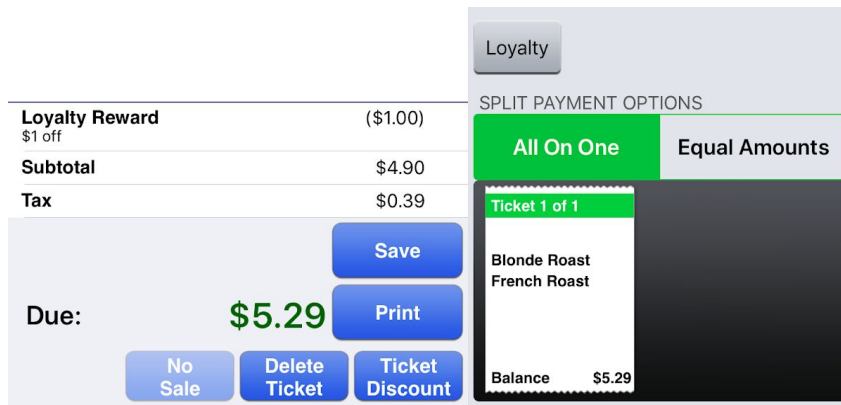 Loyalty Reward ($1.00)
$1 off
Subtotal $4.90
Tax $0.39
Save
Due: $5.29
Print
No
Sale
Delete
Ticket
Ticket
Discount
Loyalty
SPLIT PAYMENT OPTIONS
All On One
Equal Amounts
Ticket 1 of 1
Blonde Roast
French Roast
Balance $5.29